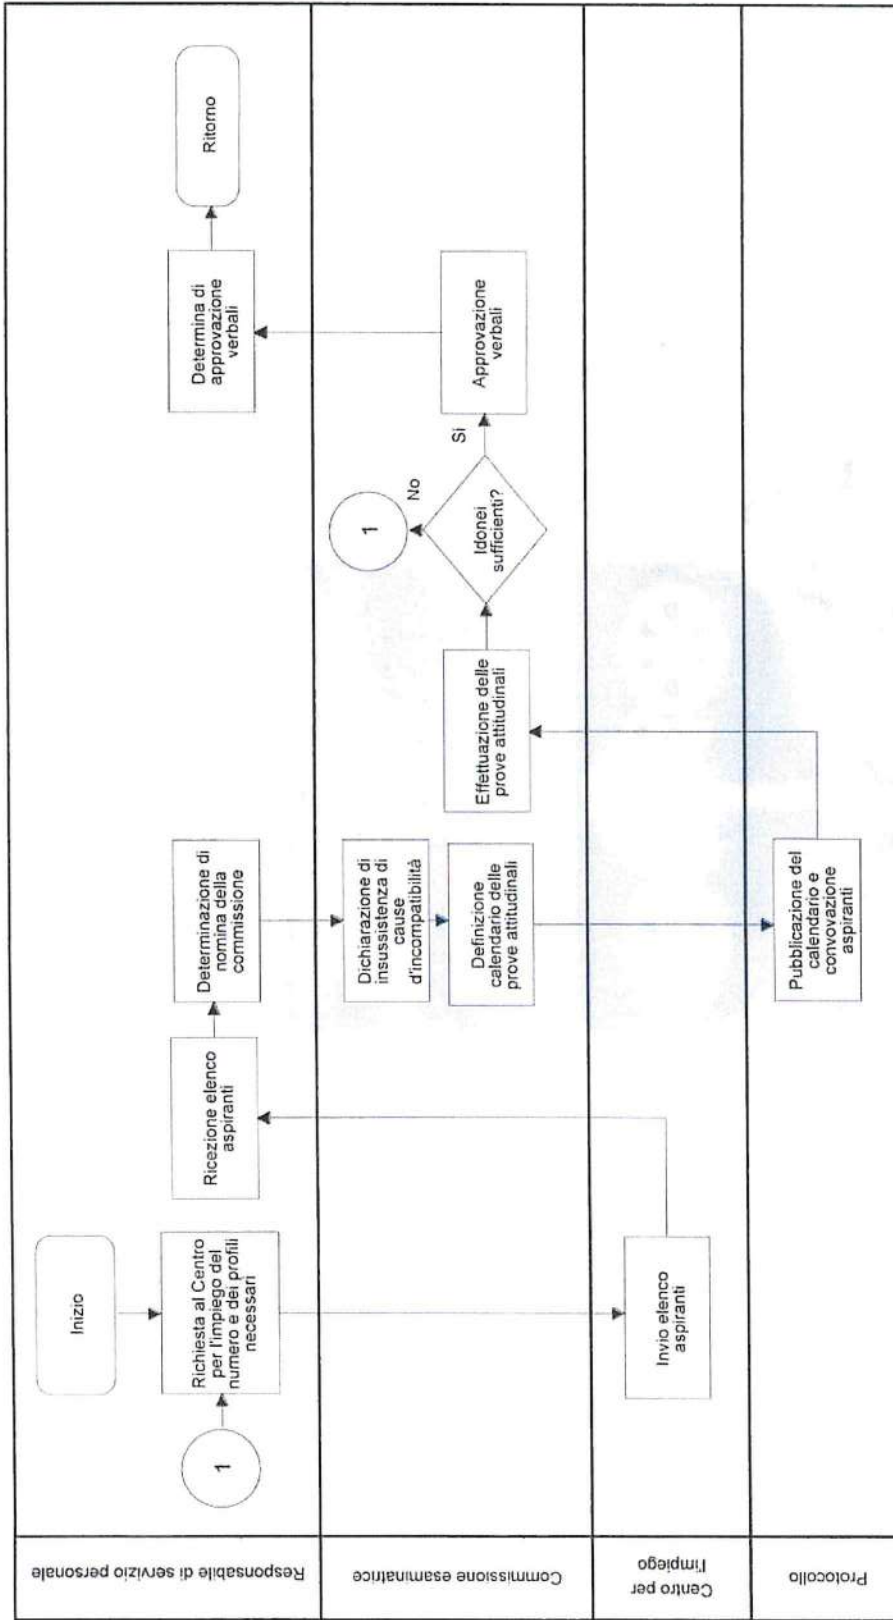 Responsabile di servizio personale
Inizio
1
Richiesta al Centro
per l'impiego del
numero e dei profili
necessari
Ricezione elenco
aspiranti
Determinazione di
nomina della
commissione
Determina di
approvazione
verbali
Ritorno
Commissione esaminatrice
Dichiarazione di
insussistenza di
cause
d'incompatibilità
Definizione
calendario delle
prove attitudinali
Effettuazione delle
prove attitudinali
Idonei
sufficienti?
No
1
Si
Approvazione
verbali
Centro per
l'impiego
Invio elenco
aspiranti
Protocollo
Pubblicazione del
calendario e
convovazione
aspiranti